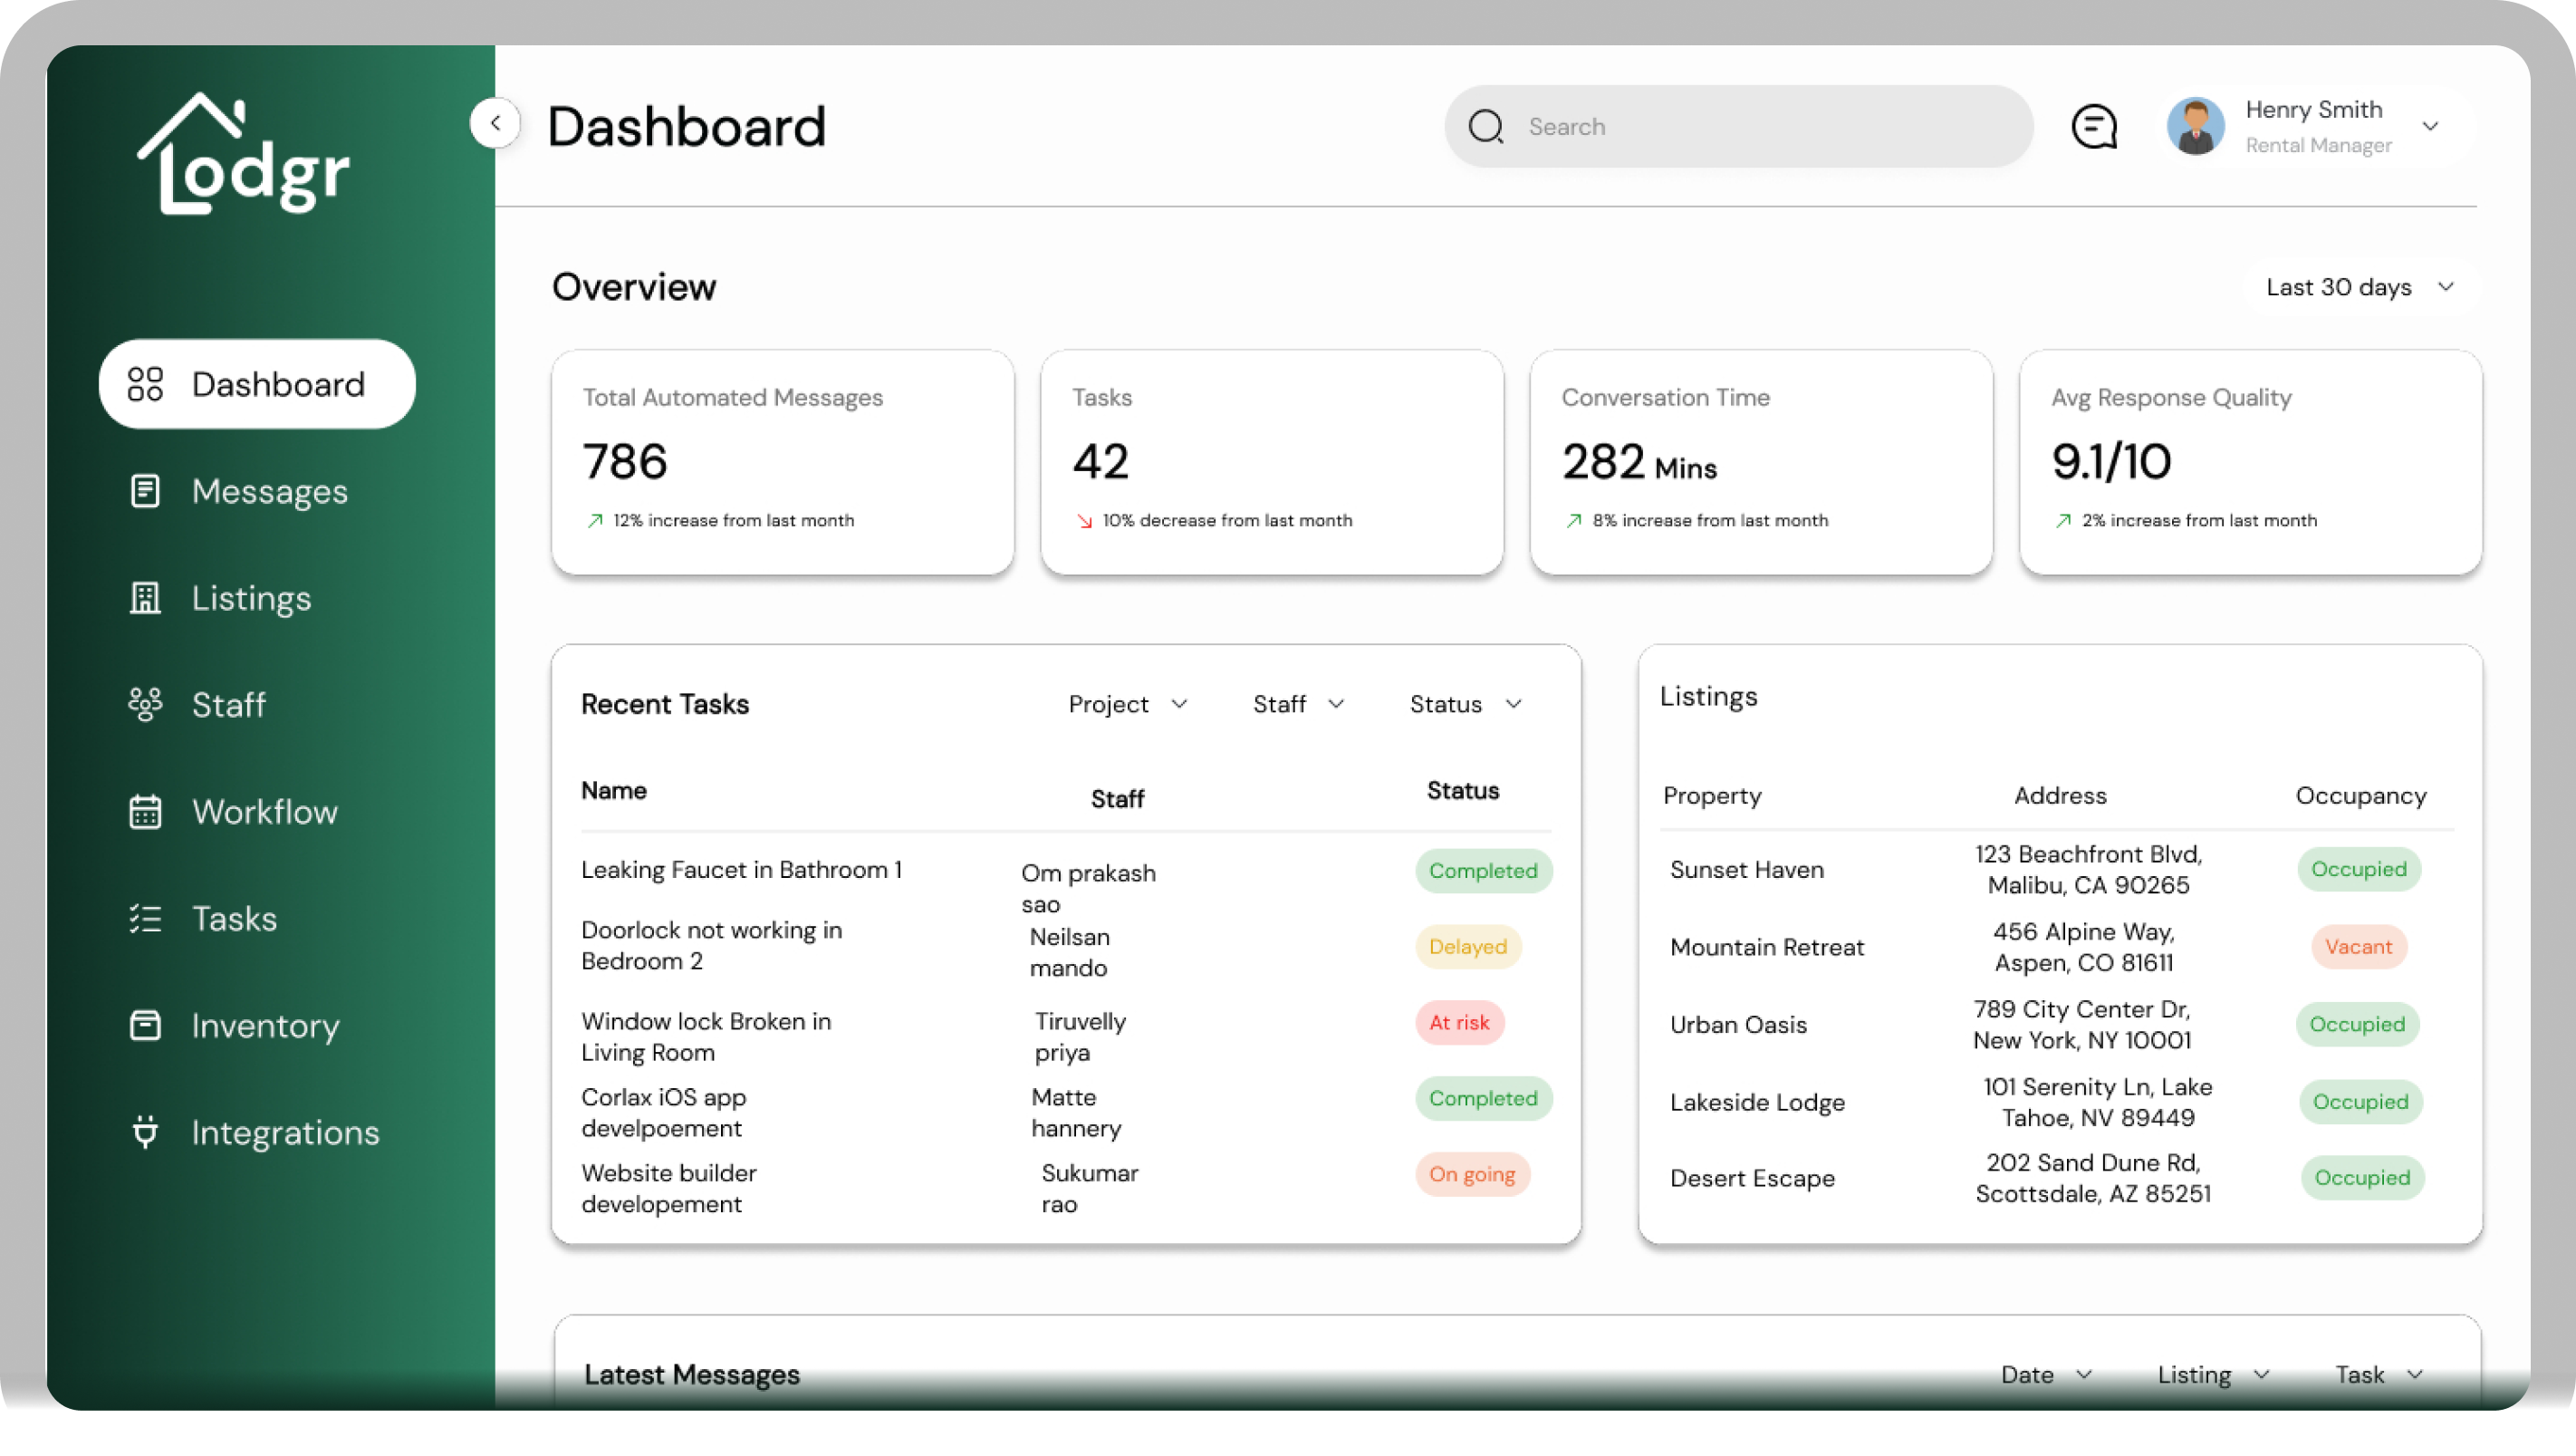 Lodgr
Dashboard
Messages
Listings
Staff
Workflow
Tasks
Inventory
Integrations
Dashboard
Search
Henry Smith
Rental Manager
Overview
Last 30 days
Total Automated Messages
786
12% increase from last month
Tasks
42
10% decrease from last month
Conversation Time
282 Mins
8% increase from last month
Avg Response Quality
9.1/10
2% increase from last month
Recent Tasks
Project
Staff
Status
Name
Staff
Status
Leaking Faucet in Bathroom 1
Om prakash
sao
Completed
Doorlock not working in
Bedroom 2
Neilsan
mando
Delayed
Window lock Broken in
Living Room
Tiruvelly
priya
At risk
Corlax iOS app
develpoement
Matte
hannery
Completed
Website builder
developement
Sukumar
rao
On going
Listings
Property
Address
Occupancy
Sunset Haven
123 Beachfront Blvd,
Malibu, CA 90265
Occupied
Mountain Retreat
456 Alpine Way,
Aspen, CO 81611
Vacant
Urban Oasis
789 City Center Dr,
New York, NY 10001
Occupied
Lakeside Lodge
101 Serenity Ln, Lake
Tahoe, NV 89449
Occupied
Desert Escape
202 Sand Dune Rd,
Scottsdale, AZ 85251
Occupied
Latest Messages
Date
Listing
Task